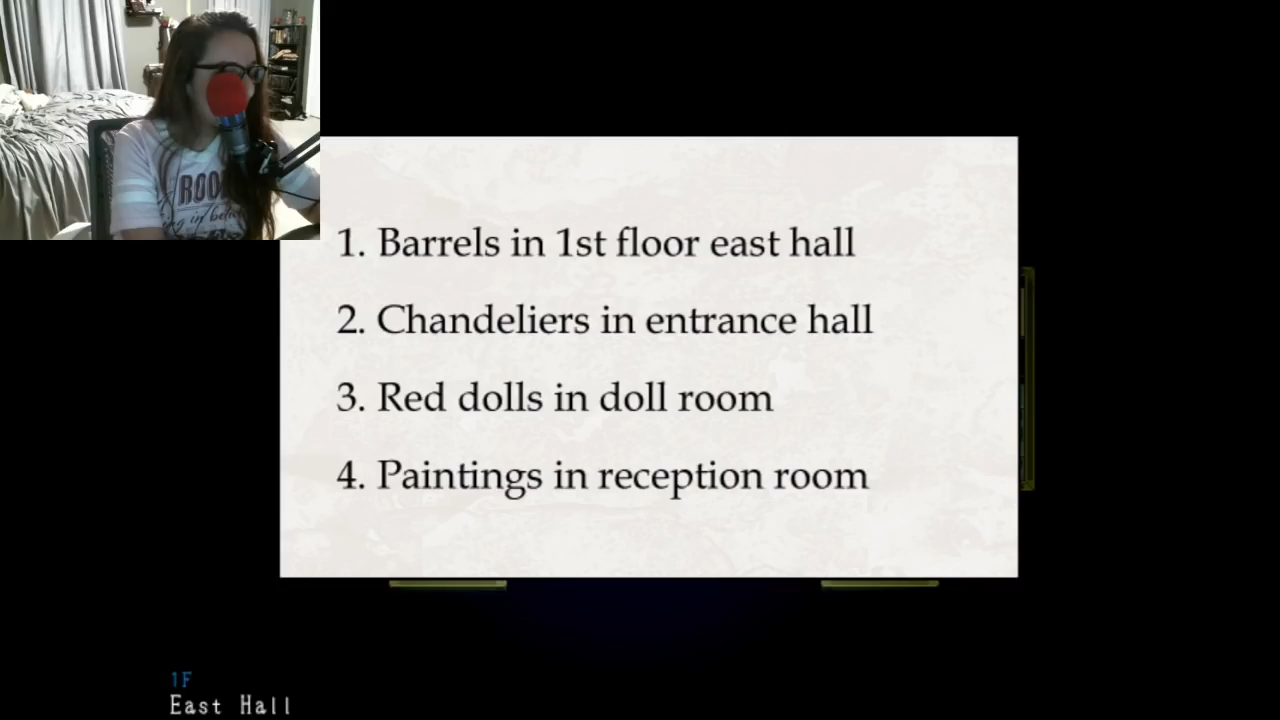 ROO
1. Barrels in 1st floor east hall
2. Chandeliers in entrance hall
3. Red dolls in doll room
4. Paintings in reception room
1F
East Hall